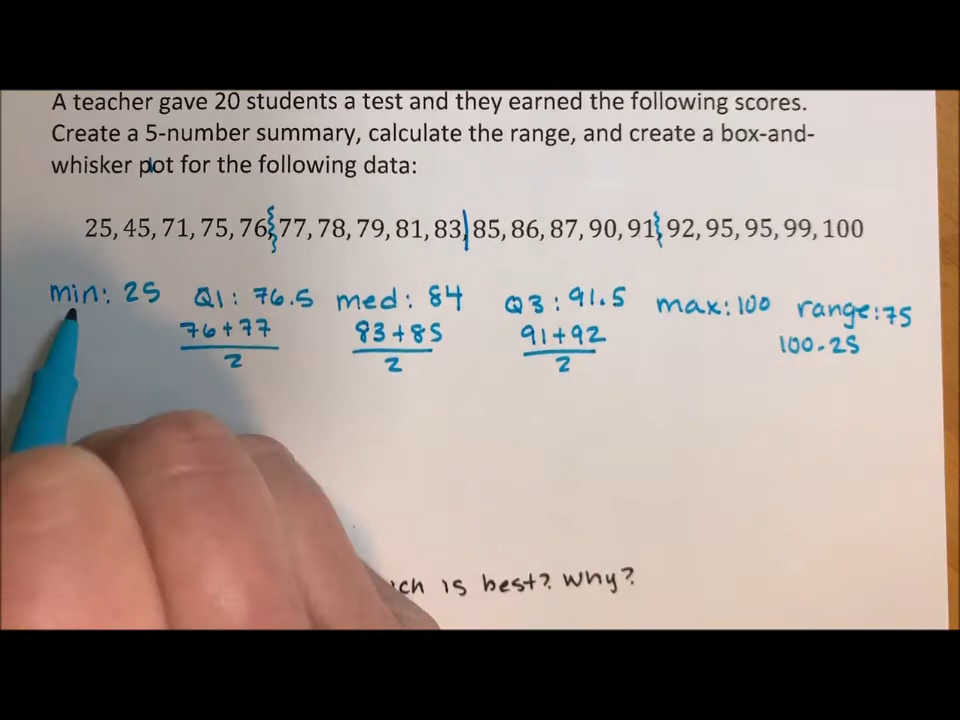 A teacher gave 20 students a test and they earned the following scores.
Create a 5-number summary, calculate the range, and create a box-and-
whisker plot for the following data:
25, 45, 71, 75, 76, 77, 78, 79, 81, 83, 85, 86, 87, 90, 91, 92, 95, 95, 99, 100
min: 25 Q1: 76.5 med: 84 Q3: 91.5 max: 100 range: 75
76+77 83+85 91+92 100-25
2 2 2
is best? Why?